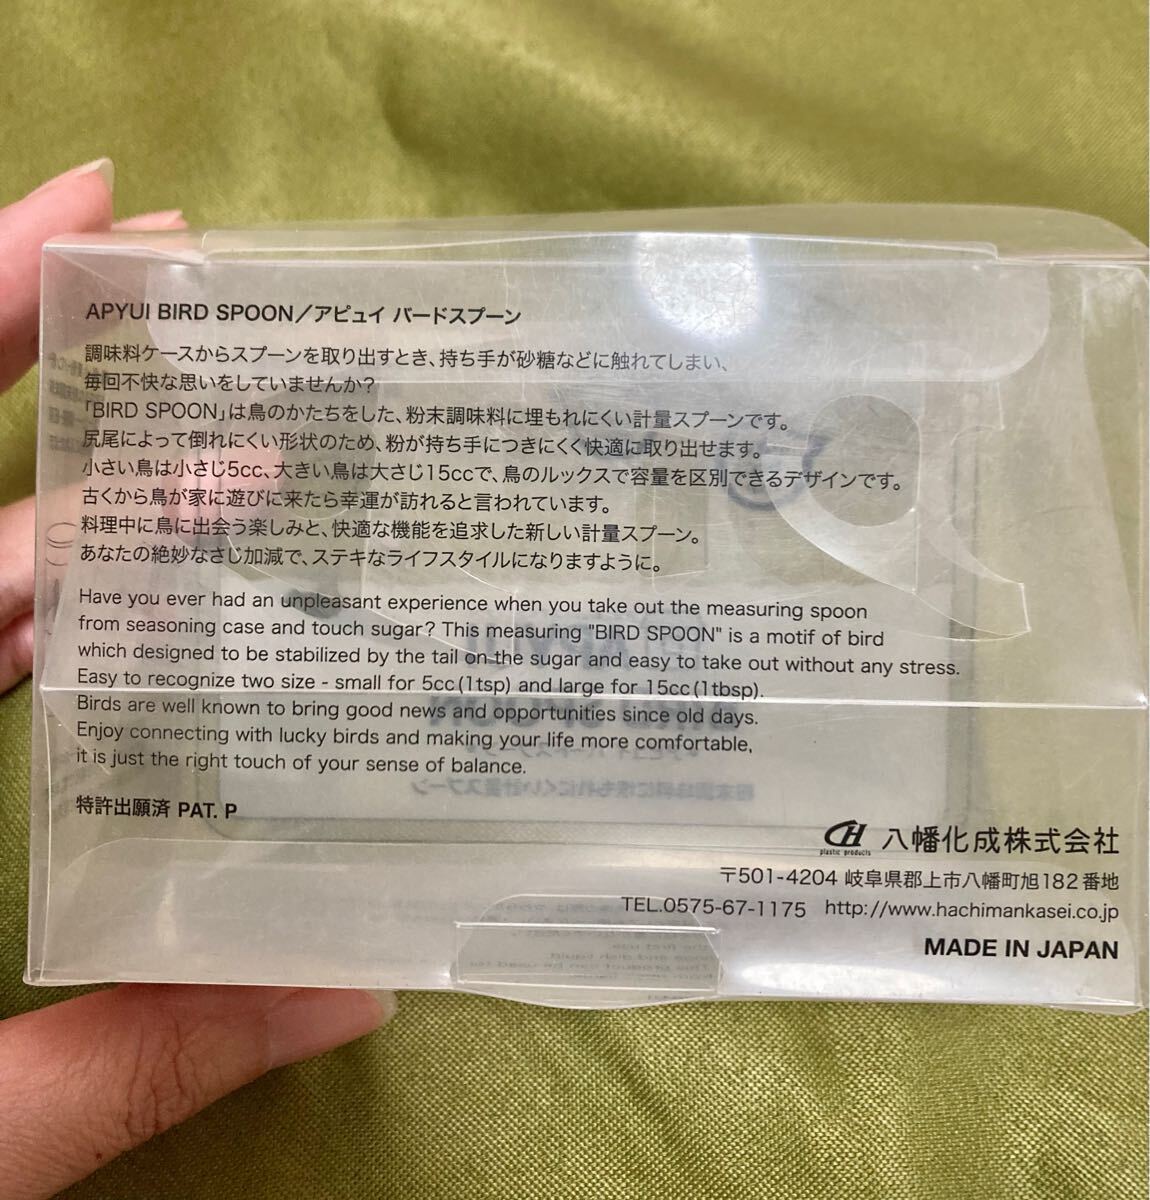 APYUI BIRD SPOON／アピュイ バードスプーン
調味料ケースからスプーンを取り出すとき、持ち手が砂糖などに触れてしまい、
毎回不快な思いをしていませんか？
「BIRD SPOON」は鳥のかたちをした、粉末調味料に埋もれにくい計量スプーンです。
尻尾によって倒れにくい形状のため、粉が持ち手につきにくく快適に取り出せます。
小さい鳥は小さじ5cc、大きい鳥は大さじ15ccで、鳥のルックスで容量を区別できるデザインです。
古くから鳥が家に遊びに来たら幸運が訪れると言われています。
料理中に鳥に出会う楽しみと、快適な機能を追求した新しい計量スプーン。
あなたの絶妙なさじ加減で、ステキなライフスタイルになりますように。
Have you ever had an unpleasant experience when you take out the measuring spoon
from seasoning case and touch sugar? This measuring "BIRD SPOON" is a motif of bird
which designed to be stabilized by the tail on the sugar and easy to take out without any stress.
Easy to recognize two size - small for 5cc(1tsp) and large for 15cc(1tbsp).
Birds are well known to bring good news and opportunities since old days.
Enjoy connecting with lucky birds and making your life more comfortable,
it is just the right touch of your sense of balance.
粉末調味料に埋もれにくい計量スプーン
特許出願済 PAT. P
CH plastic products 八幡化成株式会社
〒501-4204 岐阜県郡上市八幡町旭182番地
TEL.0575-67-1175 http://www.hachimankasei.co.jp
MADE IN JAPAN